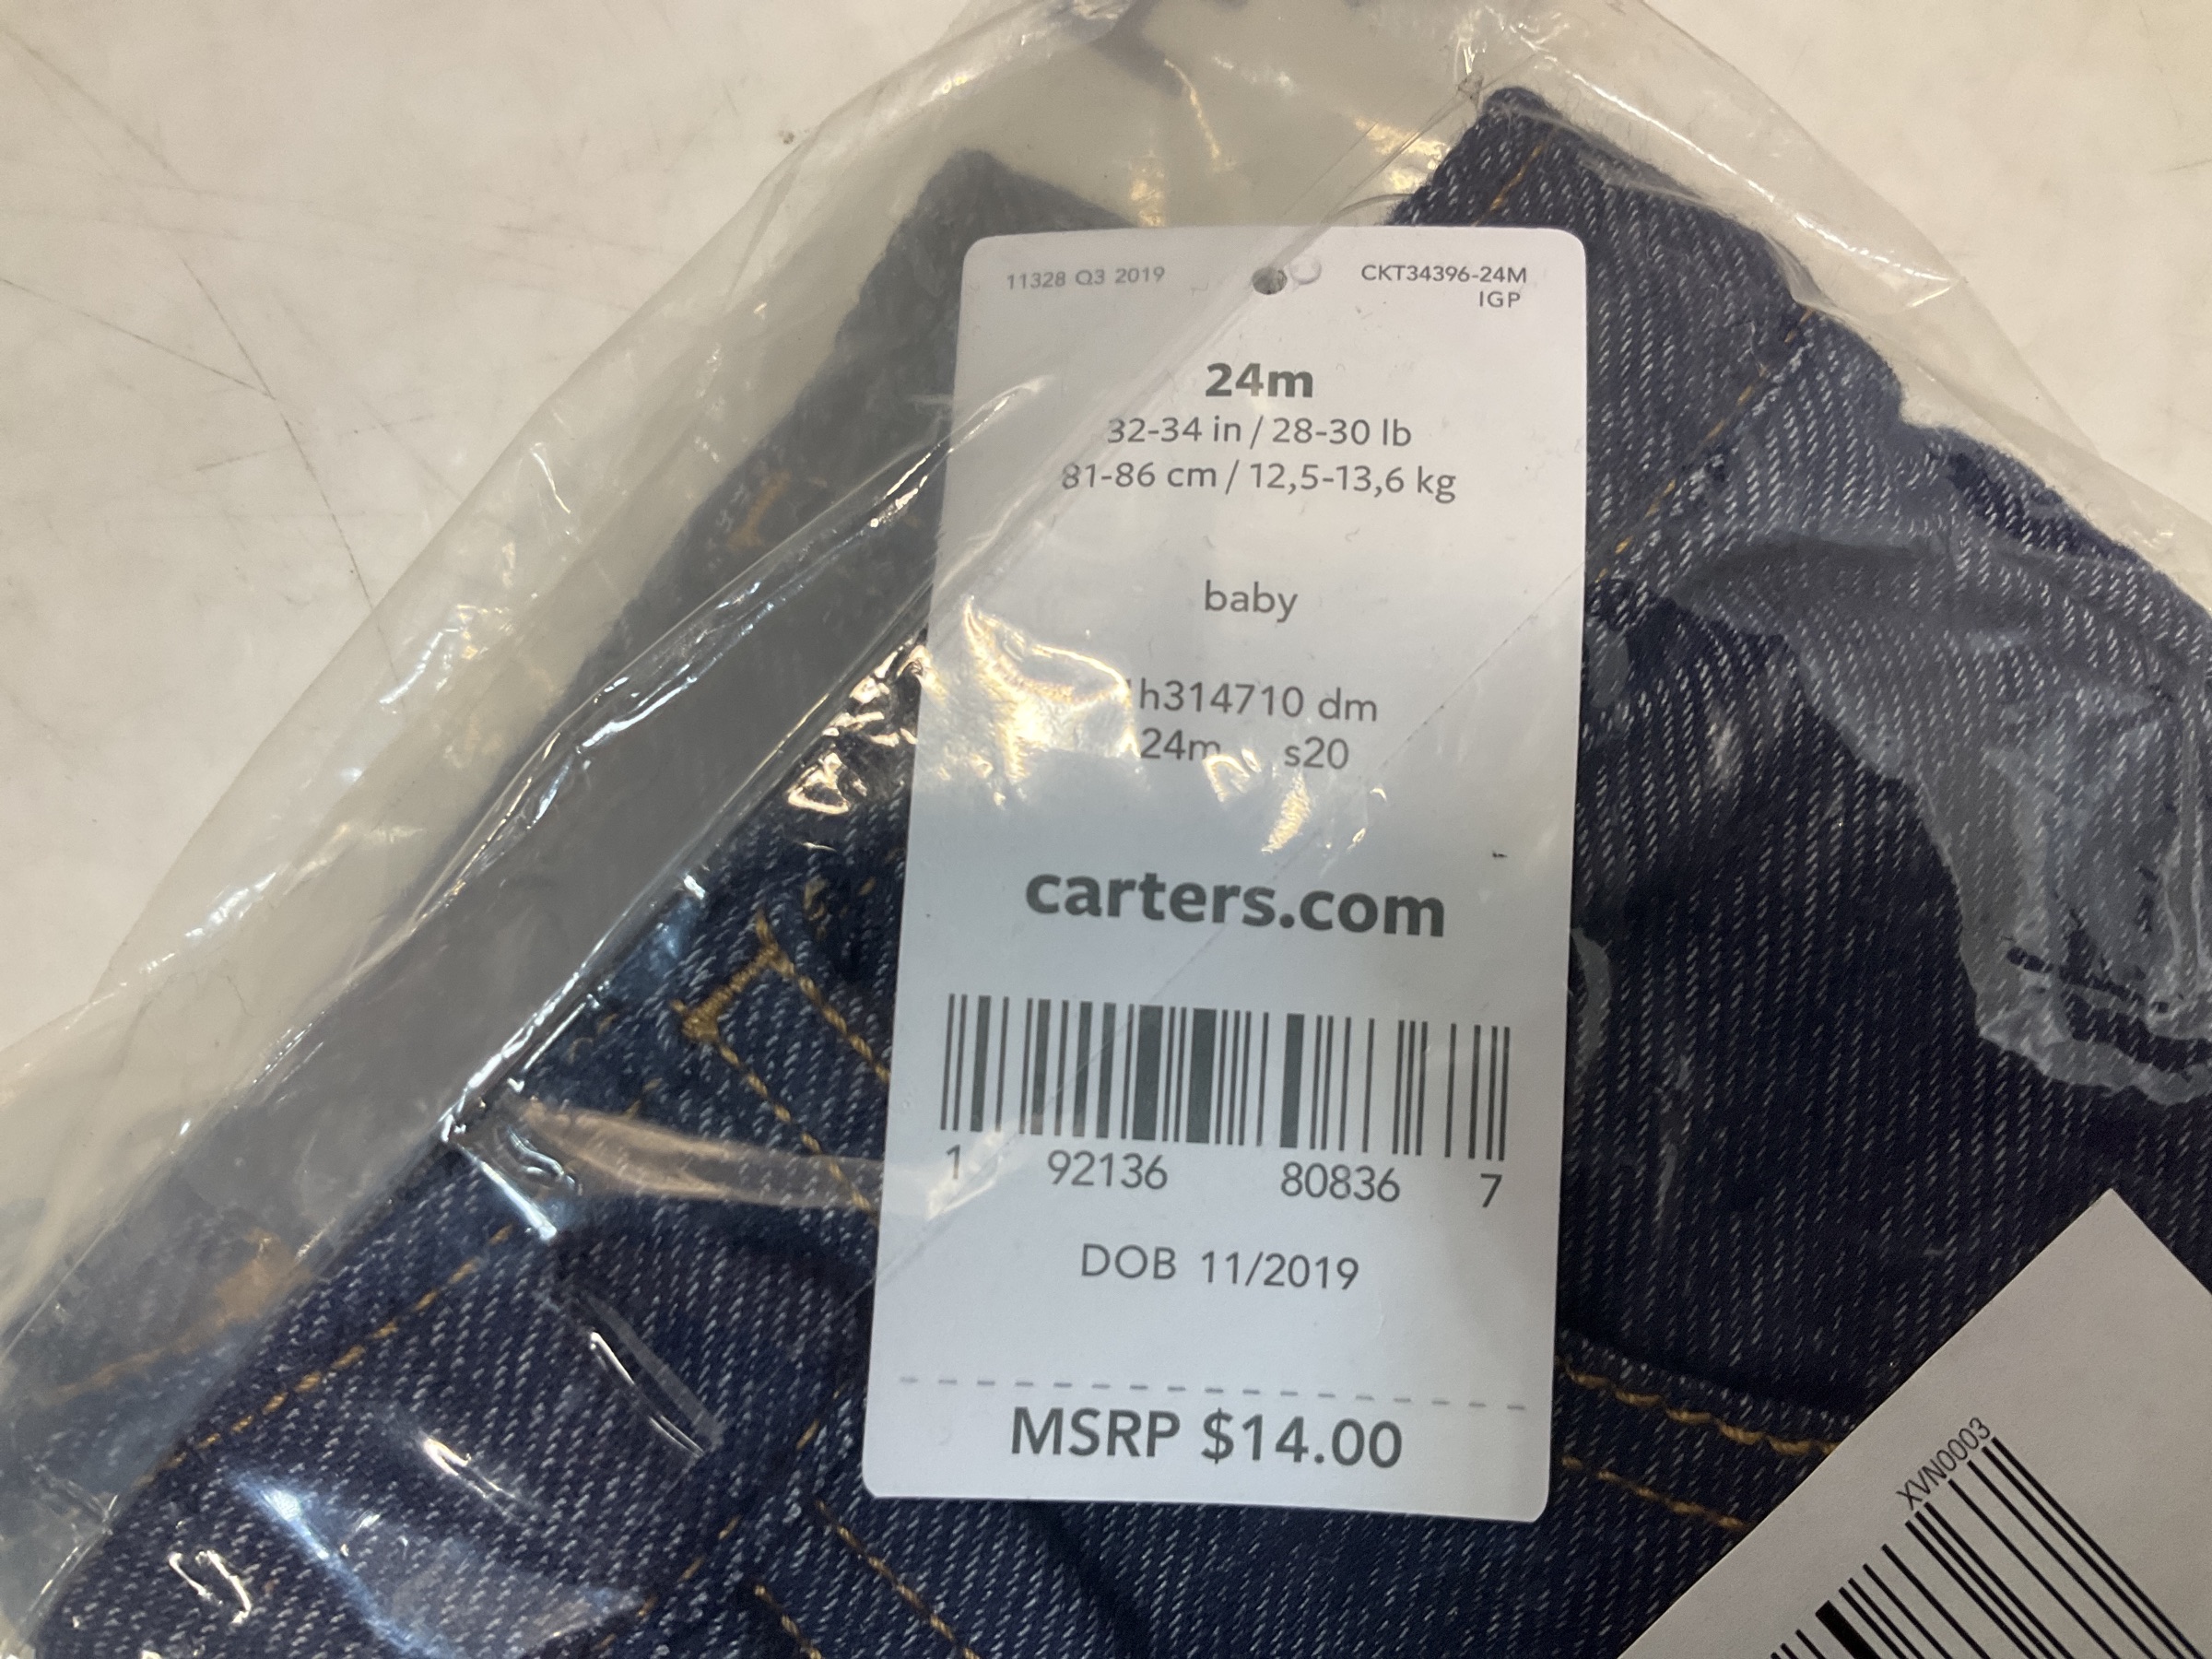 11328 Q3 2019
CKT34396-24M
IGP
24m
32-34 in / 28-30 lb
81-86 cm / 12,5-13,6 kg
baby
h314710 dm
24m s20
carters.com
1 92136 80836 7
DOB 11/2019
MSRP $14.00
XVN0003